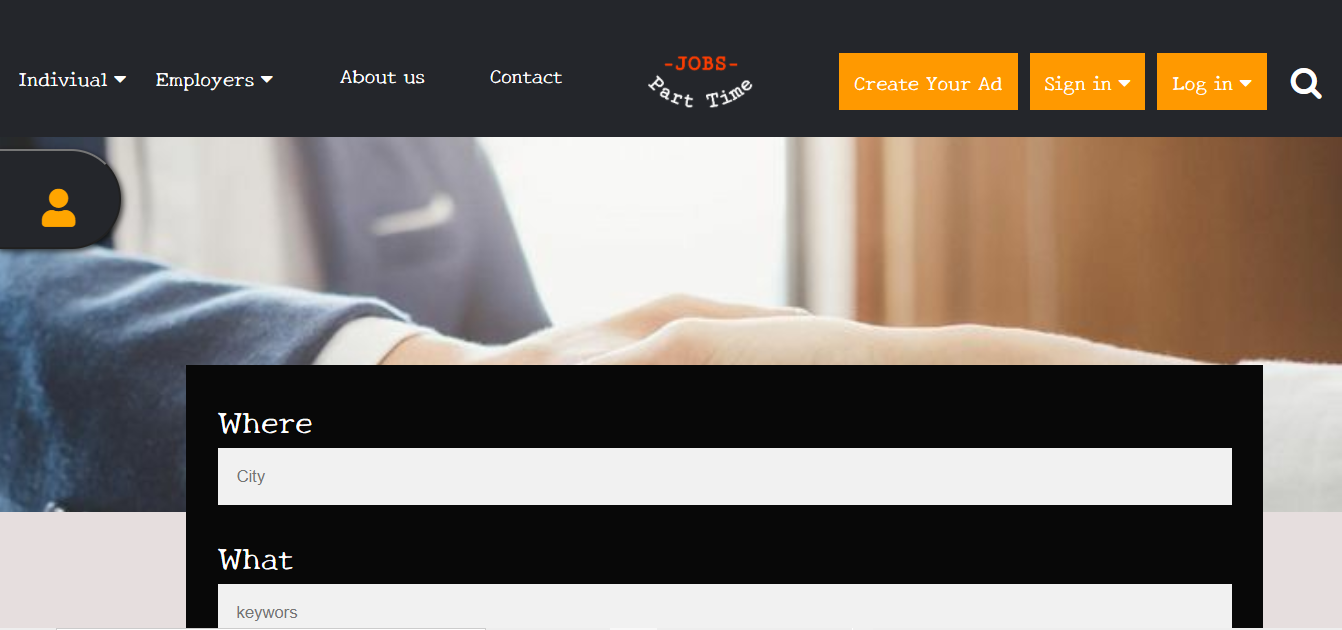 Indiviual Employers About us Contact
-JOBS-
Part Time
Create Your Ad Sign in Log in
Where
City
What
keywors